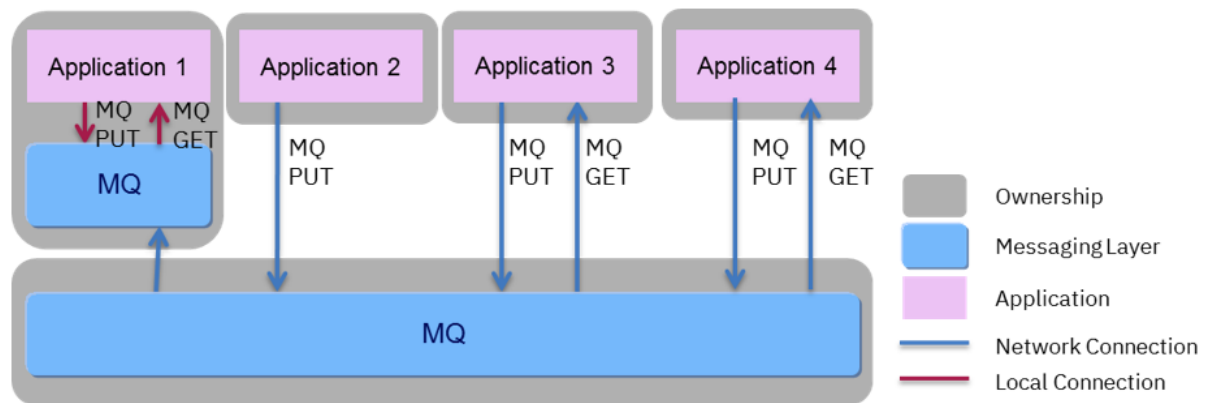 Application 1
Application 2
Application 3
Application 4
MQ
PUT
MQ
GET
MQ
PUT
MQ
PUT
MQ
GET
MQ
PUT
MQ
GET
MQ
MQ
Ownership
Messaging Layer
Application
Network Connection
Local Connection